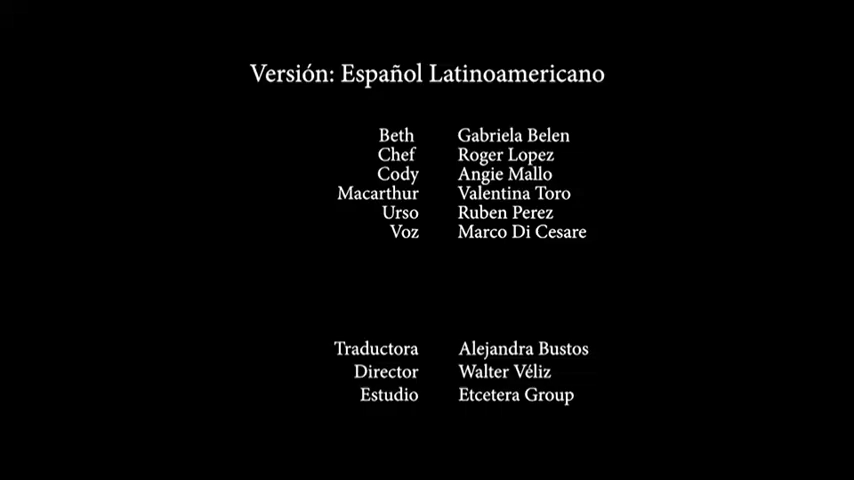 Versión: Español Latinoamericano
Beth Gabriela Belen
Chef Roger Lopez
Cody Angie Mallo
Macarthur Valentina Toro
Urso Ruben Perez
Voz Marco Di Cesare
Traductora Alejandra Bustos
Director Walter Véliz
Estudio Etcetera Group